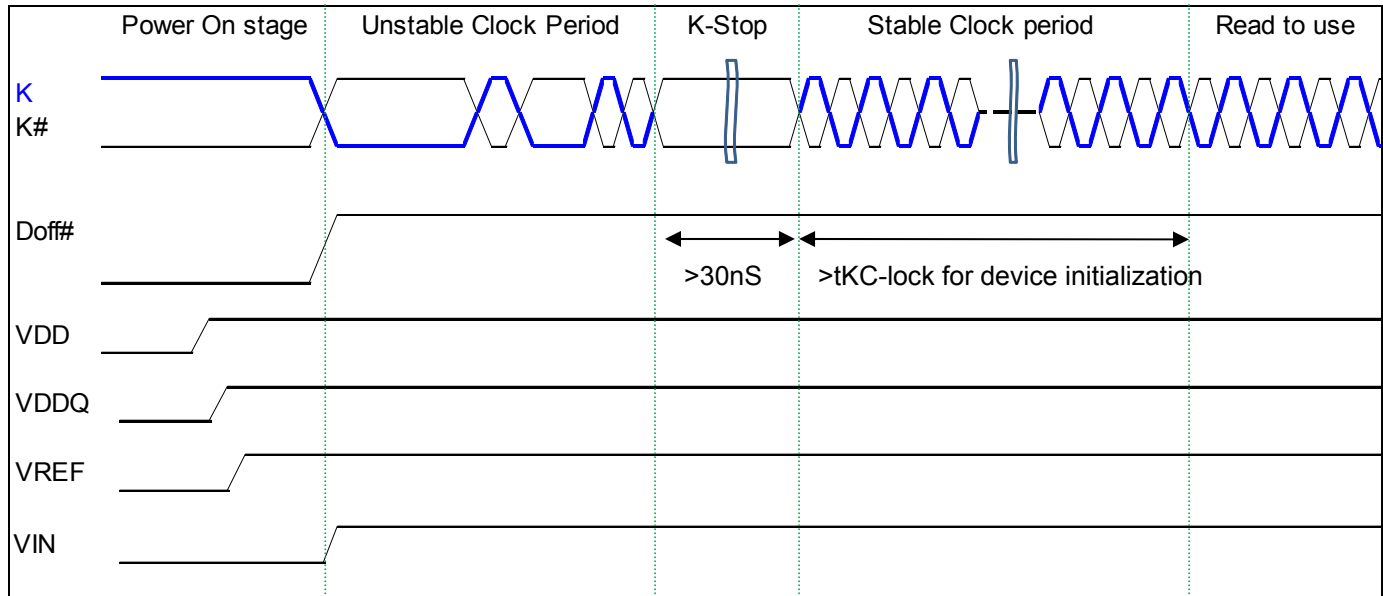 Power On stage
Unstable Clock Period
K-Stop
Stable Clock period
Read to use
K
K#
Doff#
>30nS
>tKC-lock for device initialization
VDD
VDDQ
VREF
VIN